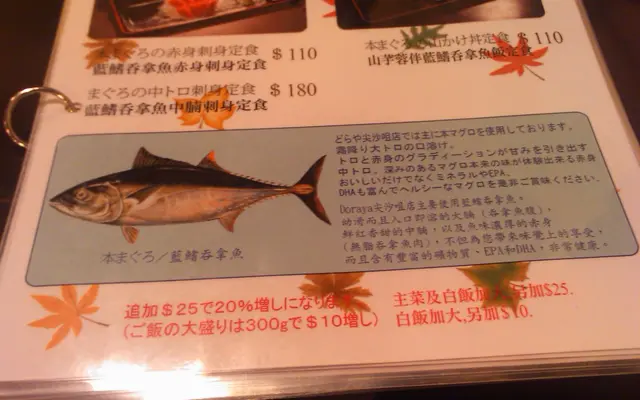 本まぐろの赤身刺身定食 $110
藍鰭吞拿魚赤身刺身定食
まぐろの中トロ刺身定食 $180
藍鰭吞拿魚中腩刺身定食
本まぐろ 山かけ丼定食 $110
山芋蓉伴藍鰭吞拿魚飯定食
どらや尖沙咀店では主に本マグロを使用しております。
霜降り大トロの口溶け。
トロと赤身のグラディーションが甘みを引き出す
中トロ。深みのあるマグロ本来の味が体験出来る赤身
おいしいだけでなくミネラルやEPA、
DHAも富んでヘルシーなマグロを是非ご賞味ください。
Doraya尖沙咀店主要使用藍鰭吞拿魚。
幼滑而且入口即溶的大腩(吞拿魚腹),
鮮紅香甜的中腩,以及魚味濃厚的赤身
(無脂吞拿魚肉),不但為您帶來味覺上的享受,
而且含有豐富的礦物質、EPA和DHA,非常健康。
本まぐろ/藍鰭吞拿魚
追加$25で20%増しになります
(ご飯の大盛りは300gで$10増し)
主菜及白飯加大,另加$25.
白飯加大,另加$10.